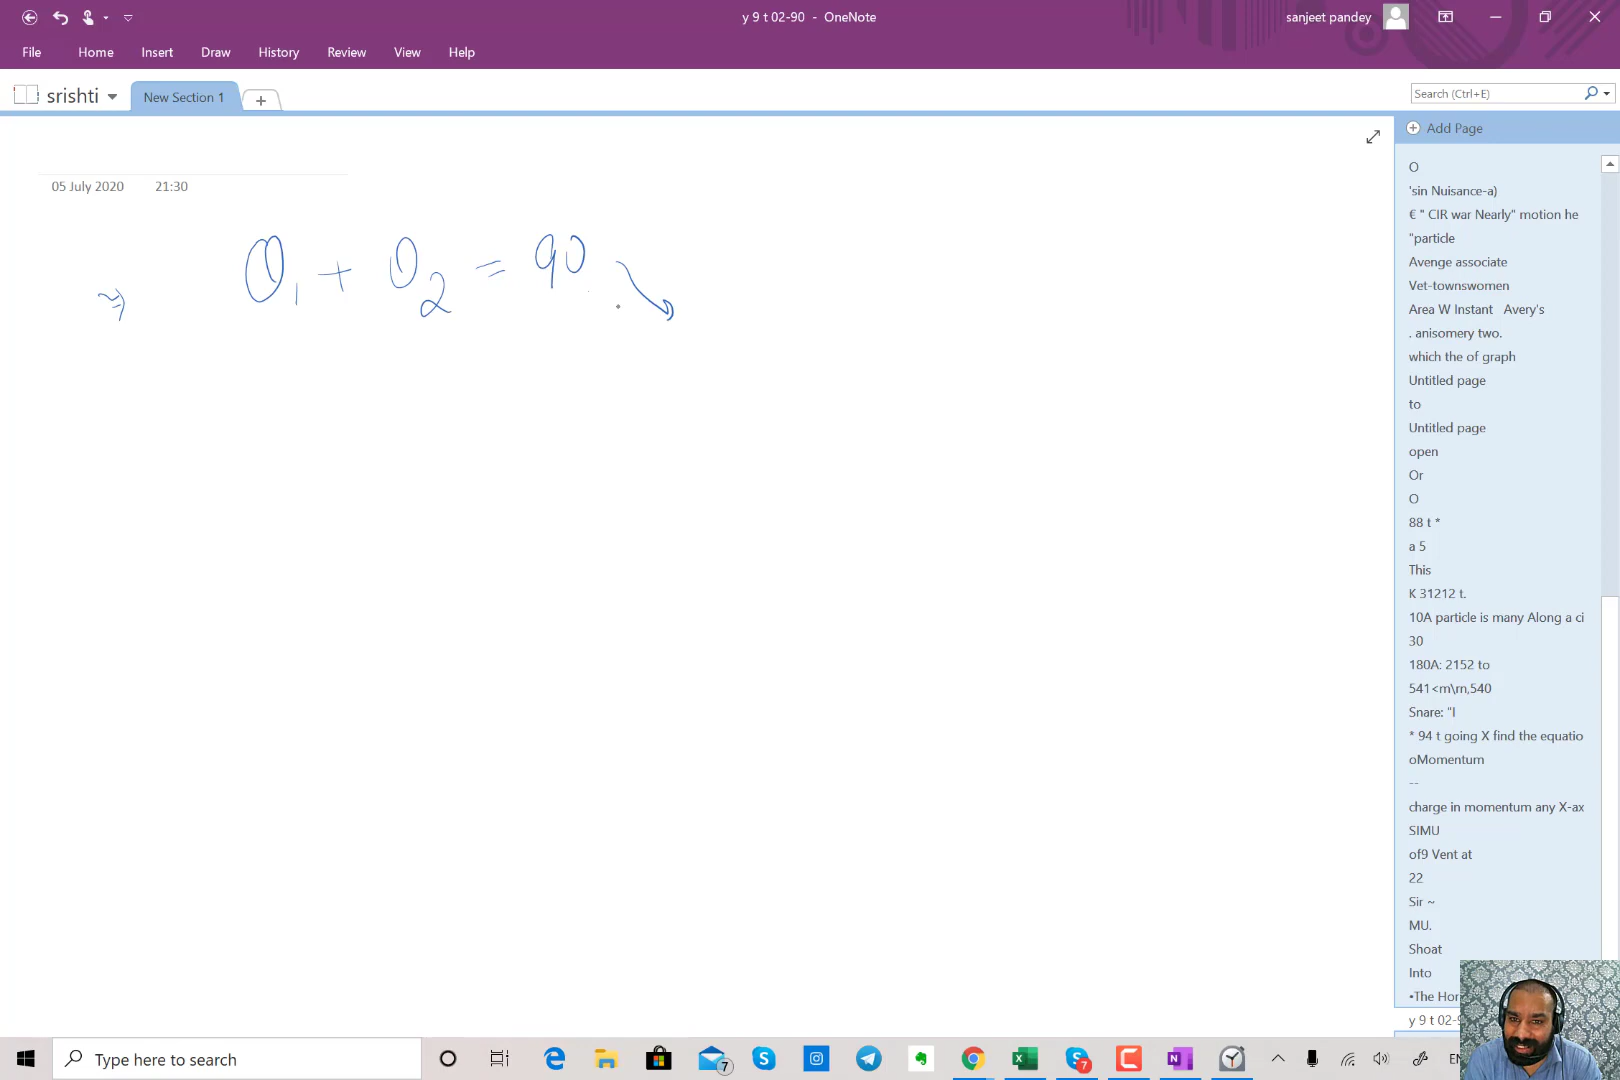 y 9 t 02-90 - OneNote
sanjeet pandey
File Home Insert Draw History Review View Help
srishti New Section 1
Search (Ctrl+E)
Add Page
05 July 2020 21:30
⇒ θ₁ + θ₂ = 90
O
'sin Nuisance-a)
€ " CIR war Nearly" motion he
"particle
Avenge associate
Vet-townswomen
Area W Instant Avery's
. anisomery two.
which the of graph
Untitled page
to
Untitled page
open
Or
O
88 t *
a 5
This
K 31212 t.
10A particle is many Along a ci
30
180A: 2152 to
541<m\rn,540
Snare: "I
* 94 t going X find the equatio
oMomentum
--
charge in momentum any X-ax
SIMU
of9 Vent at
22
Sir ~
MU.
Shoat
Into
•The Hor
y 9 t 02-9
Type here to search
7
7